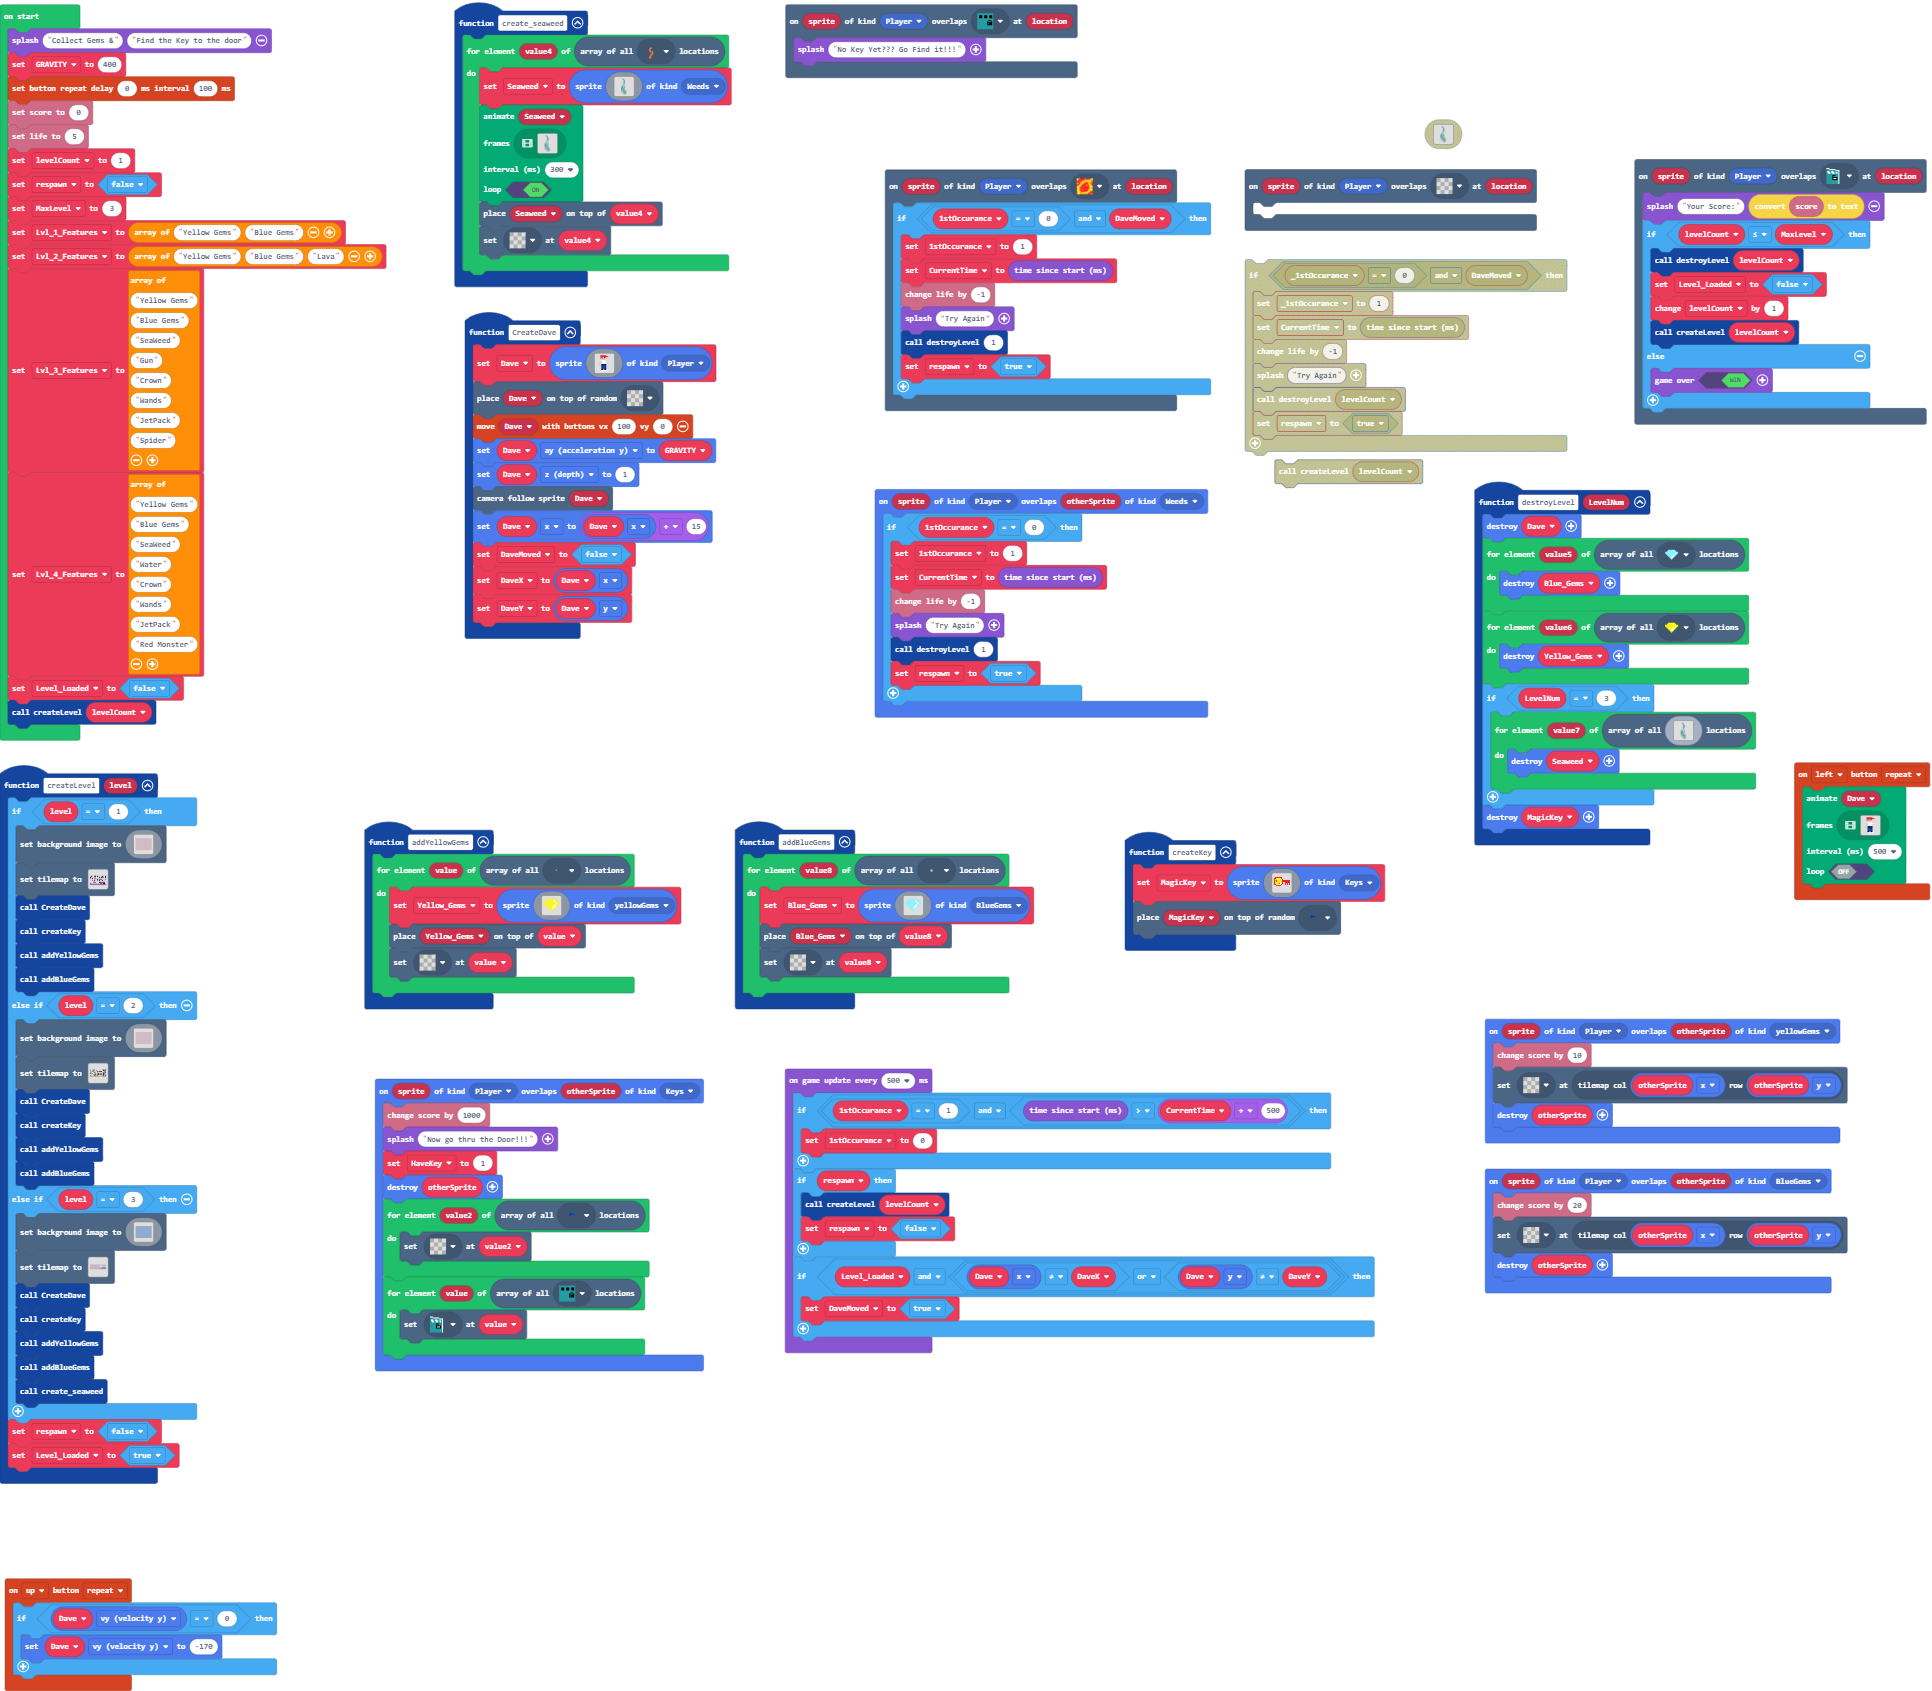 on start
splash "Collect Gems &" "Find the Key to the door"
set GRAVITY to 400
set button repeat delay 0 ms interval 100 ms
set score to 0
set life to 5
set levelCount to 1
set respawn to false
set MaxLevel to 3
set Lvl_1_Features to array of "Yellow Gems" "Blue Gems"
set Lvl_2_Features to array of "Yellow Gems" "Blue Gems" "Lava"
set Lvl_3_Features to array of
"Yellow Gems"
"Blue Gems"
"SeaWeed"
"Gun"
"Crown"
"Wands"
"JetPack"
"Spider"
set Lvl_4_Features to array of
"Yellow Gems"
"Blue Gems"
"SeaWeed"
"Water"
"Crown"
"Wands"
"JetPack"
"Red Monster"
set Level_Loaded to false
call createLevel levelCount
function create_seaweed
for element value4 of array of all locations
do
set Seaweed to sprite of kind Weeds
animate Seaweed
frames
interval (ms) 300
loop ON
place Seaweed on top of value4
set at value4
function CreateDave
set Dave to sprite of kind Player
place Dave on top of random
move Dave with buttons vx 100 vy 0
set Dave ay (acceleration y) to GRAVITY
set Dave z (depth) to 1
camera follow sprite Dave
set Dave x to Dave x + 15
set DaveMoved to false
set DaveX to Dave x
set DaveY to Dave y
on sprite of kind Player overlaps at location
splash "No Key Yet??? Go Find it!!!"
on sprite of kind Player overlaps at location
if 1stOccurance = 0 and DaveMoved then
set 1stOccurance to 1
set CurrentTime to time since start (ms)
change life by -1
splash "Try Again"
call destroyLevel 1
set respawn to true
on sprite of kind Player overlaps at location
if _1stOccurance = 0 and DaveMoved then
set _1stOccurance to 1
set CurrentTime to time since start (ms)
change life by -1
splash "Try Again"
call destroyLevel levelCount
set respawn to true
call createLevel levelCount
on sprite of kind Player overlaps at location
splash "Your Score:" convert score to text
if levelCount ≤ MaxLevel then
call destroyLevel levelCount
set Level_Loaded to false
change levelCount by 1
call createLevel levelCount
else
game over WIN
on sprite of kind Player overlaps otherSprite of kind Weeds
if 1stOccurance = 0 then
set 1stOccurance to 1
set CurrentTime to time since start (ms)
change life by -1
splash "Try Again"
call destroyLevel 1
set respawn to true
function destroyLevel LevelNum
destroy Dave
for element value5 of array of all locations
do
destroy Blue_Gems
for element value6 of array of all locations
do
destroy Yellow_Gems
if LevelNum = 3 then
for element value7 of array of all locations
do
destroy Seaweed
destroy MagicKey
on left button repeat
animate Dave
frames
interval (ms) 500
loop OFF
function createLevel level
if level = 1 then
set background image to
set tilemap to
call CreateDave
call createKey
call addYellowGems
call addBlueGems
else if level = 2 then
set background image to
set tilemap to
call CreateDave
call createKey
call addYellowGems
call addBlueGems
else if level = 3 then
set background image to
set tilemap to
call CreateDave
call createKey
call addYellowGems
call addBlueGems
call create_seaweed
set respawn to false
set Level_Loaded to true
function addYellowGems
for element value of array of all locations
do
set Yellow_Gems to sprite of kind yellowGems
place Yellow_Gems on top of value
set at value
function addBlueGems
for element value8 of array of all locations
do
set Blue_Gems to sprite of kind BlueGems
place Blue_Gems on top of value8
set at value8
function createKey
set MagicKey to sprite of kind Keys
place MagicKey on top of random
on sprite of kind Player overlaps otherSprite of kind Keys
change score by 1000
splash "Now go thru the Door!!!"
set HaveKey to 1
destroy otherSprite
for element value2 of array of all locations
do
set at value2
for element value of array of all locations
do
set at value
on game update every 500 ms
if 1stOccurance = 1 and time since start (ms) > CurrentTime + 500 then
set 1stOccurance to 0
if respawn then
call createLevel levelCount
set respawn to false
if Level_Loaded and Dave x ≠ DaveX or Dave y ≠ DaveY then
set DaveMoved to true
on sprite of kind Player overlaps otherSprite of kind yellowGems
change score by 10
set at tilemap col otherSprite x row otherSprite y
destroy otherSprite
on sprite of kind Player overlaps otherSprite of kind BlueGems
change score by 20
set at tilemap col otherSprite x row otherSprite y
destroy otherSprite
on up button repeat
if Dave vy (velocity y) = 0 then
set Dave vy (velocity y) to -170